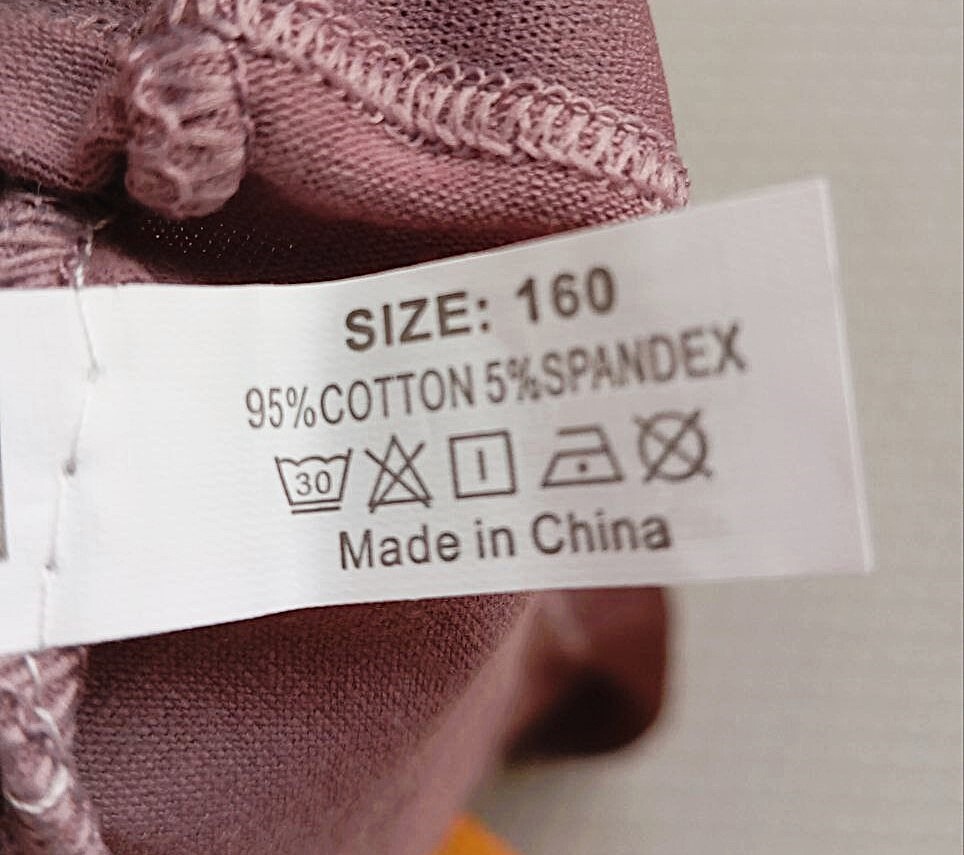 SIZE: 160
95%COTTON 5%SPANDEX
30
Made in China